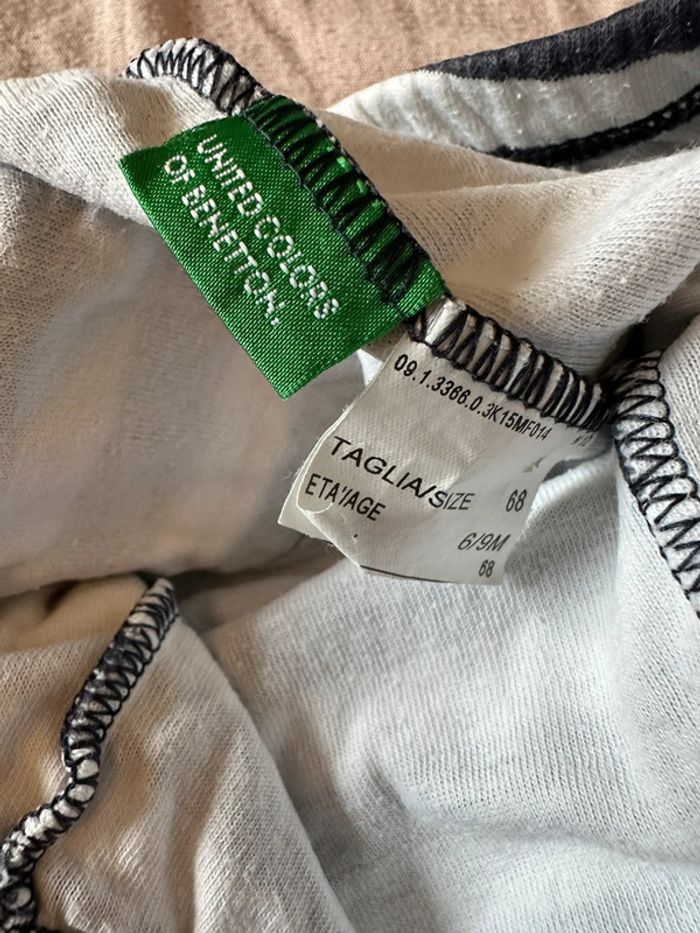 UNITED COLORS
OF BENETTON.
09.1.3366.0.3K15MF014
TAGLIA/SIZE 68
ETA'/AGE 6/9M
68